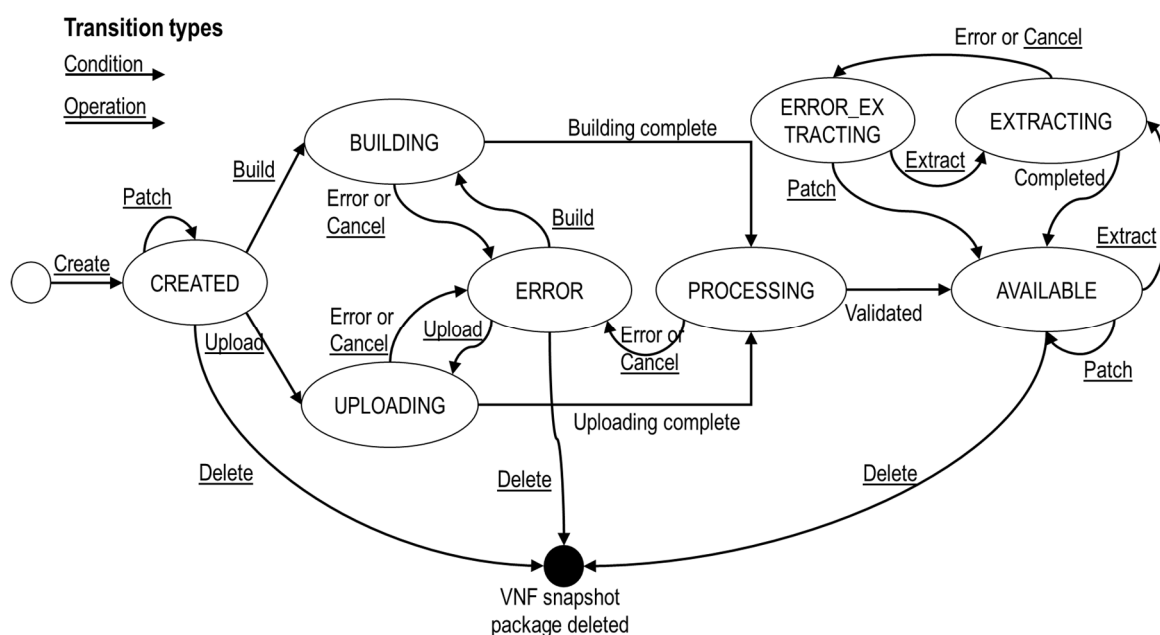 Transition types
Condition
Operation
Error or Cancel
ERROR_EX
TRACTING
EXTRACTING
BUILDING
Building complete
Extract
Completed
Build
Patch
Error or
Cancel
Build
Patch
Extract
Create
CREATED
ERROR
PROCESSING
AVAILABLE
Validated
Error or
Cancel
Upload
Error or
Cancel
Upload
Patch
UPLOADING
Uploading complete
Delete
Delete
Delete
VNF snapshot
package deleted